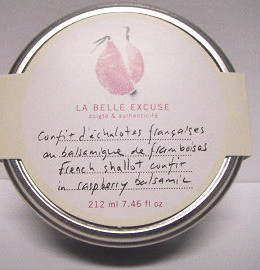 LA BELLE EXCUSE
doigté & authenticité
Confit d'échalotes françaises
au balsamique de framboises
French shallot confit
in raspberry balsamic
212 ml 7.46 fl oz